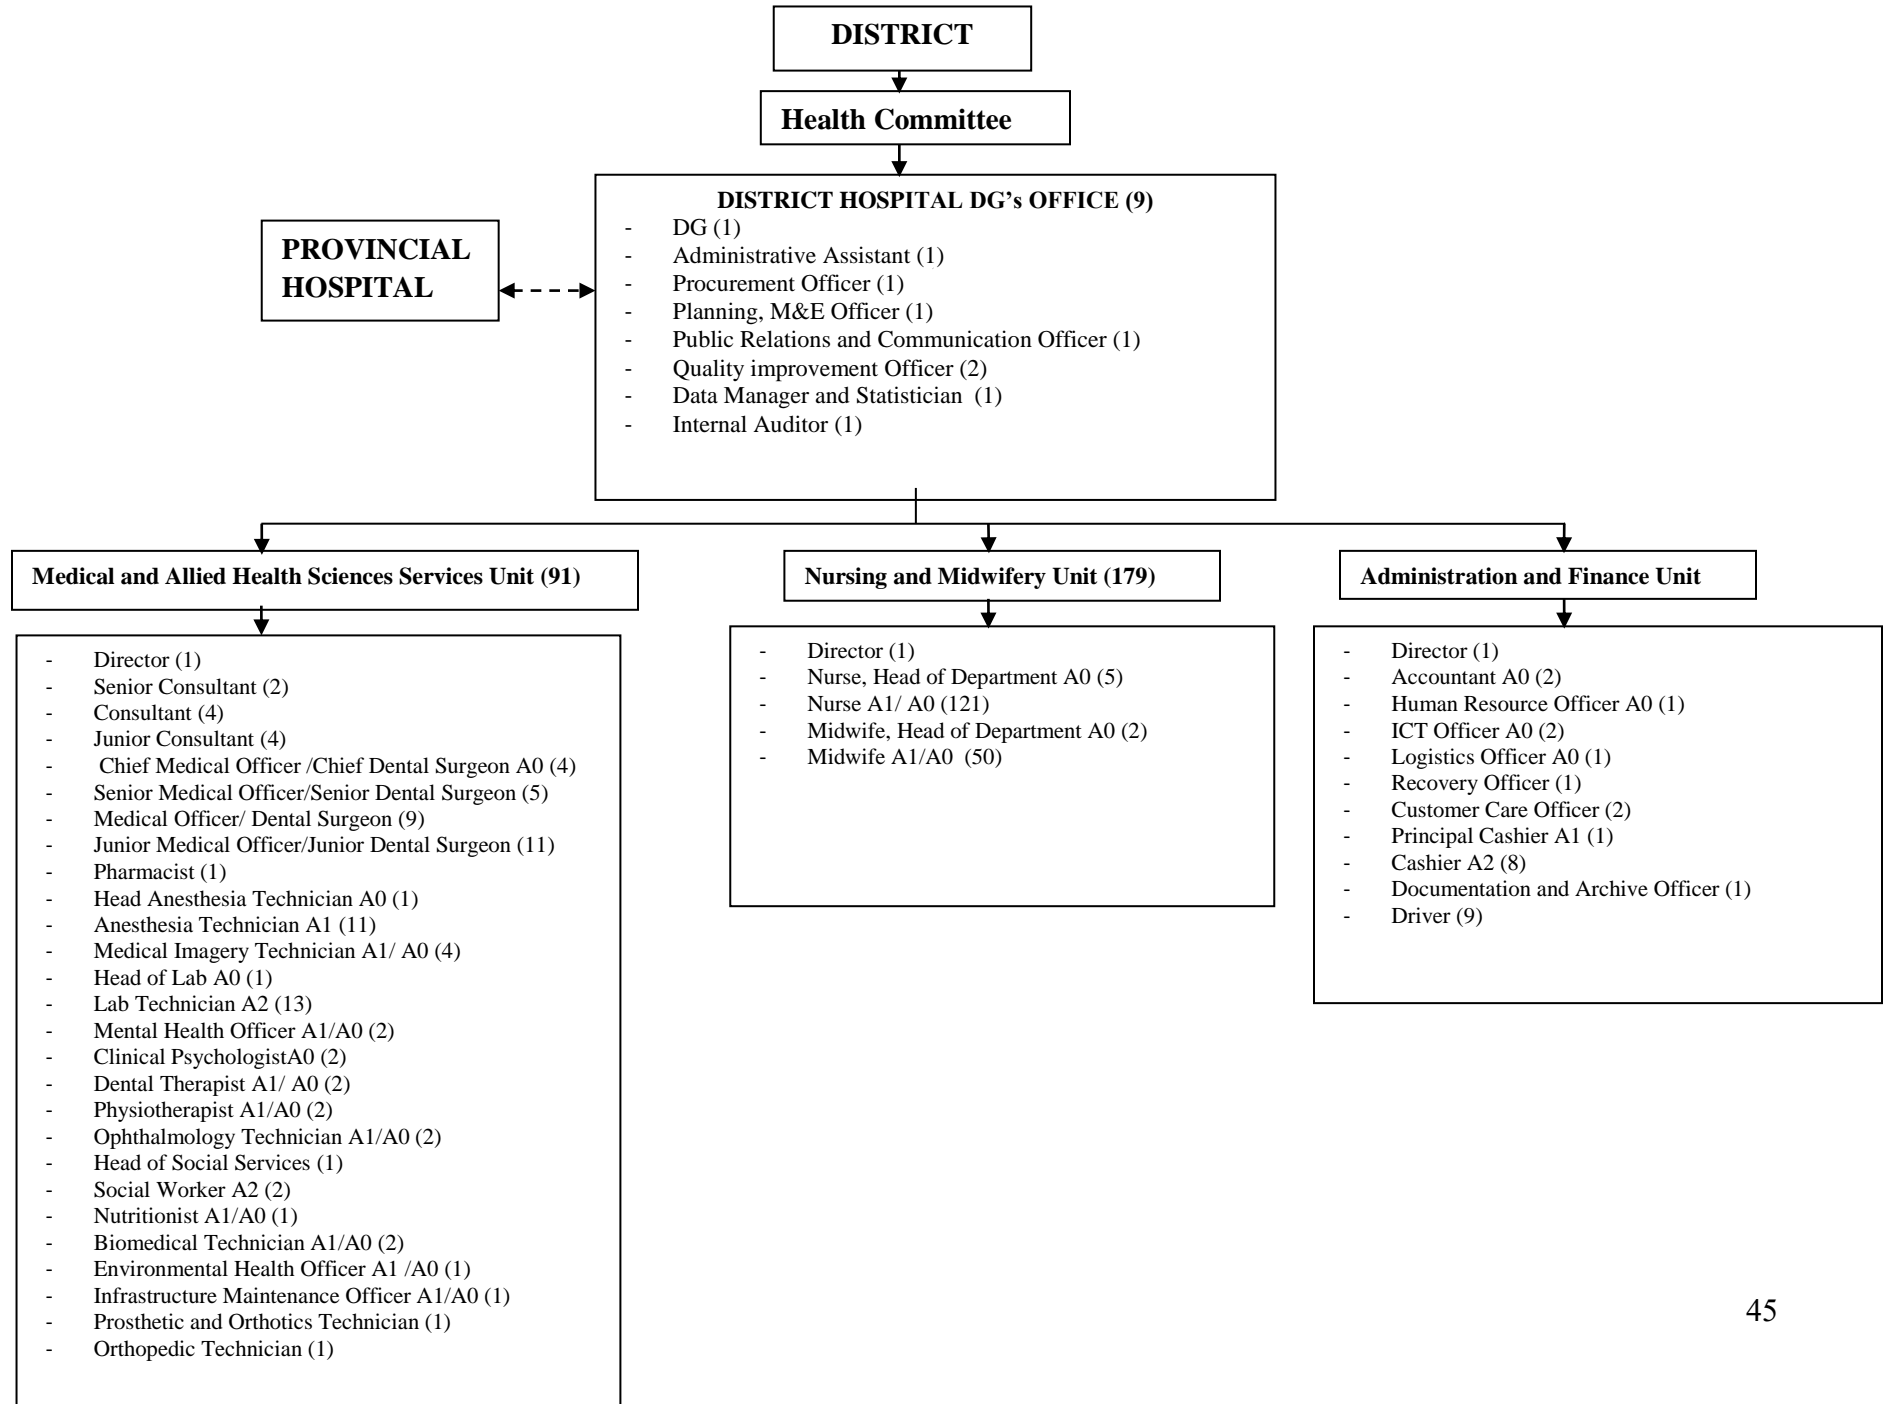 DISTRICT
Health Committee
PROVINCIAL
HOSPITAL
DISTRICT HOSPITAL DG’s OFFICE (9)
- DG (1)
- Administrative Assistant (1)
- Procurement Officer (1)
- Planning, M&E Officer (1)
- Public Relations and Communication Officer (1)
- Quality improvement Officer (2)
- Data Manager and Statistician (1)
- Internal Auditor (1)
Medical and Allied Health Sciences Services Unit (91)
- Director (1)
- Senior Consultant (2)
- Consultant (4)
- Junior Consultant (4)
- Chief Medical Officer /Chief Dental Surgeon A0 (4)
- Senior Medical Officer/Senior Dental Surgeon (5)
- Medical Officer/ Dental Surgeon (9)
- Junior Medical Officer/Junior Dental Surgeon (11)
- Pharmacist (1)
- Head Anesthesia Technician A0 (1)
- Anesthesia Technician A1 (11)
- Medical Imagery Technician A1/ A0 (4)
- Head of Lab A0 (1)
- Lab Technician A2 (13)
- Mental Health Officer A1/A0 (2)
- Clinical PsychologistA0 (2)
- Dental Therapist A1/ A0 (2)
- Physiotherapist A1/A0 (2)
- Ophthalmology Technician A1/A0 (2)
- Head of Social Services (1)
- Social Worker A2 (2)
- Nutritionist A1/A0 (1)
- Biomedical Technician A1/A0 (2)
- Environmental Health Officer A1 /A0 (1)
- Infrastructure Maintenance Officer A1/A0 (1)
- Prosthetic and Orthotics Technician (1)
- Orthopedic Technician (1)
Nursing and Midwifery Unit (179)
- Director (1)
- Nurse, Head of Department A0 (5)
- Nurse A1/ A0 (121)
- Midwife, Head of Department A0 (2)
- Midwife A1/A0 (50)
Administration and Finance Unit
- Director (1)
- Accountant A0 (2)
- Human Resource Officer A0 (1)
- ICT Officer A0 (2)
- Logistics Officer A0 (1)
- Recovery Officer (1)
- Customer Care Officer (2)
- Principal Cashier A1 (1)
- Cashier A2 (8)
- Documentation and Archive Officer (1)
- Driver (9)
45